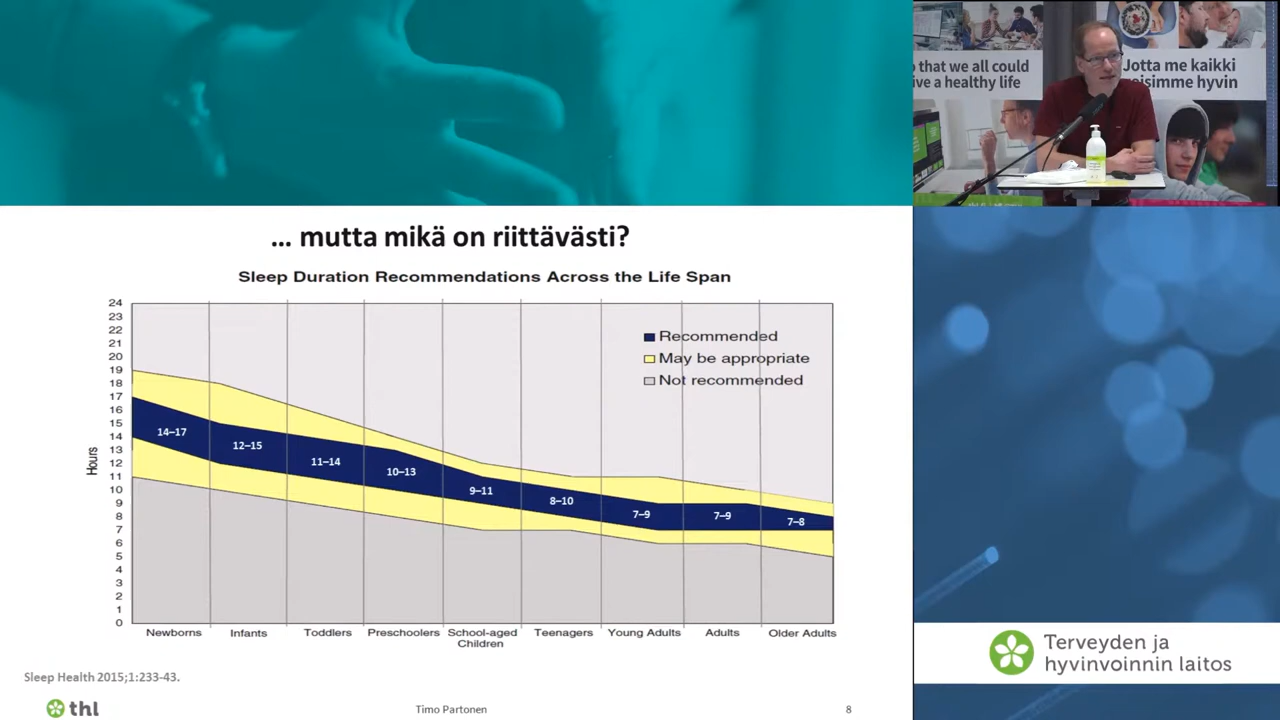 ... mutta mikä on riittävästi?
Sleep Duration Recommendations Across the Life Span
24
23
22
21
20
19
18
17
16
15
14
13
12
11
10
9
8
7
6
5
4
3
2
1
0
Hours
Recommended
May be appropriate
Not recommended
14–17
12–15
11–14
10–13
9–11
8–10
7–9
7–9
7–8
Newborns
Infants
Toddlers
Preschoolers
School-aged
Children
Teenagers
Young Adults
Adults
Older Adults
Sleep Health 2015;1:233-43.
thl
Timo Partonen
8
that we all could
ve a healthy life
Jotta me kaikki
oisimme hyvin
Terveyden ja
hyvinvoinnin laitos